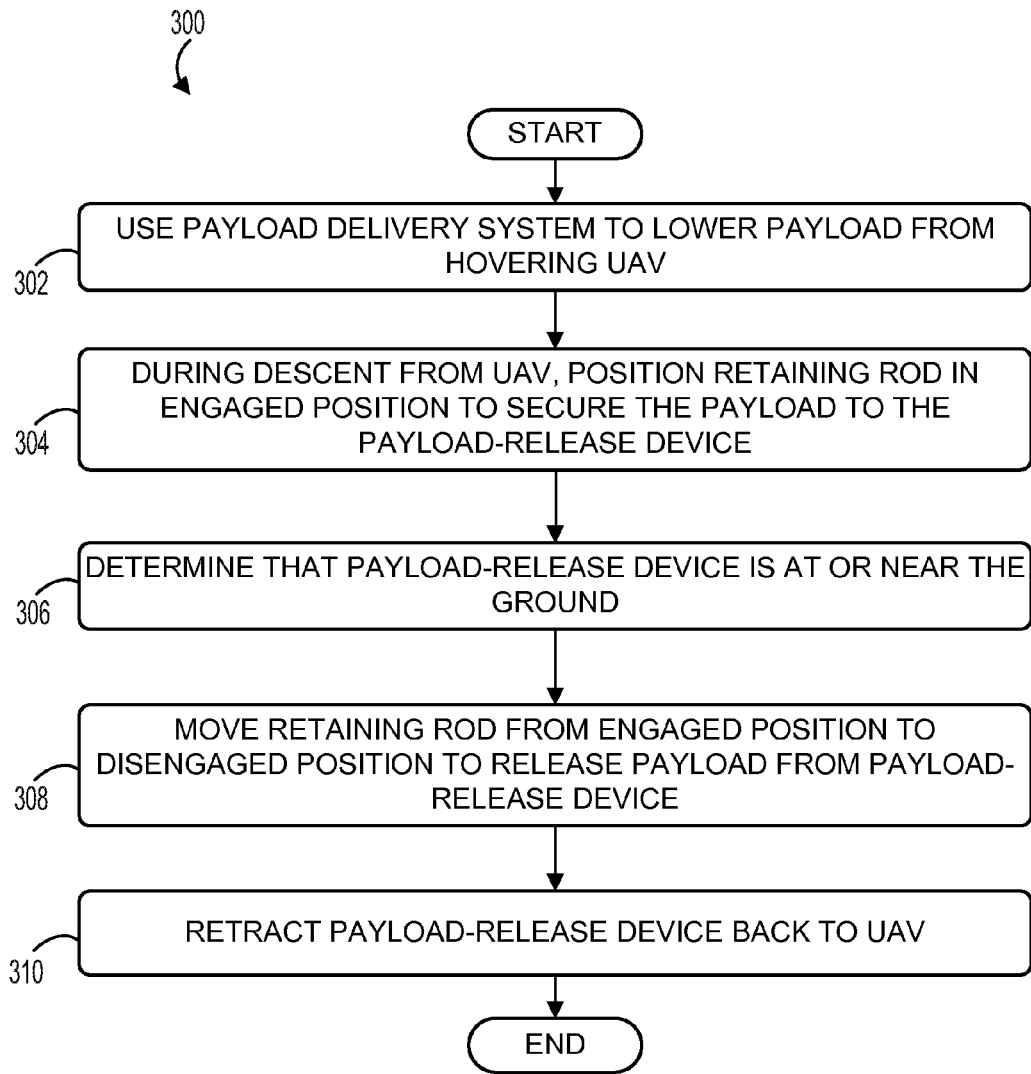 300
START
USE PAYLOAD DELIVERY SYSTEM TO LOWER PAYLOAD FROM
HOVERING UAV
302
DURING DESCENT FROM UAV, POSITION RETAINING ROD IN
ENGAGED POSITION TO SECURE THE PAYLOAD TO THE
PAYLOAD-RELEASE DEVICE
304
DETERMINE THAT PAYLOAD-RELEASE DEVICE IS AT OR NEAR THE
GROUND
306
MOVE RETAINING ROD FROM ENGAGED POSITION TO
DISENGAGED POSITION TO RELEASE PAYLOAD FROM PAYLOAD-
RELEASE DEVICE
308
RETRACT PAYLOAD-RELEASE DEVICE BACK TO UAV
310
END